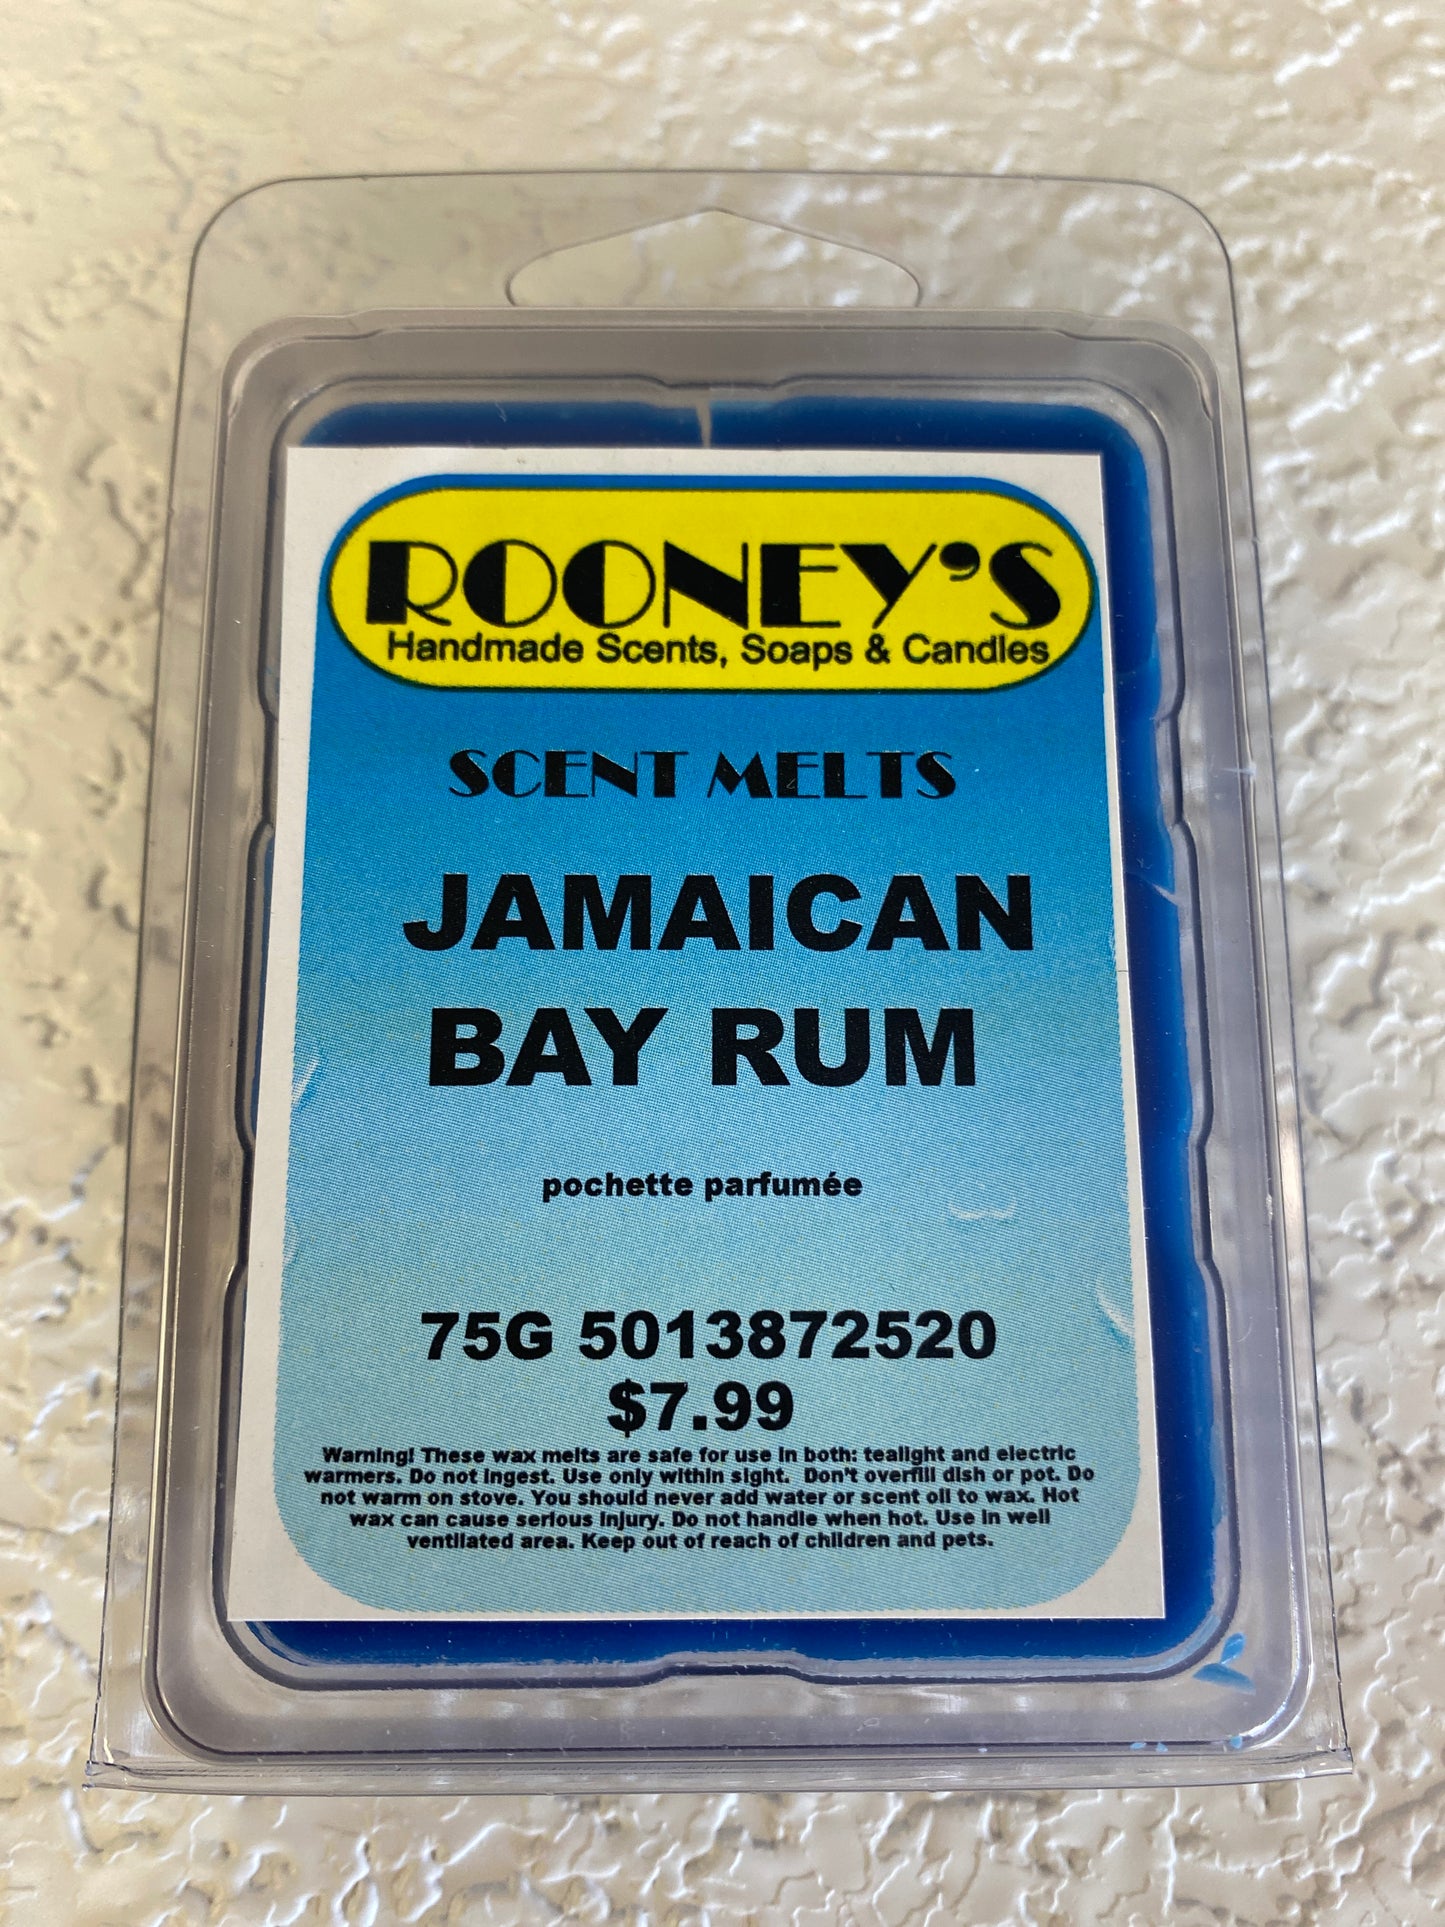 ROONEY'S
Handmade Scents, Soaps & Candles
SCENT MELTS
JAMAICAN
BAY RUM
pochette parfumée
75G 5013872520
$7.99
Warning! These wax melts are safe for use in both: tealight and electric
warmers. Do not ingest. Use only within sight. Don't overfill dish or pot. Do
not warm on stove. You should never add water or scent oil to wax. Hot
wax can cause serious injury. Do not handle when hot. Use in well
ventilated area. Keep out of reach of children and pets.